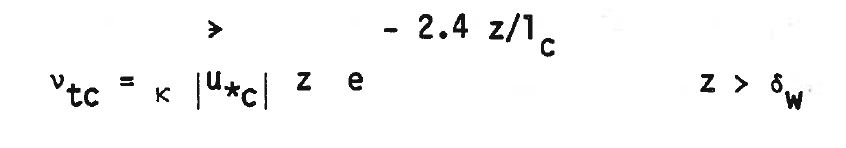 > - 2.4 z/l_c
ν_tc = κ |u_*c| z e z > δ_w